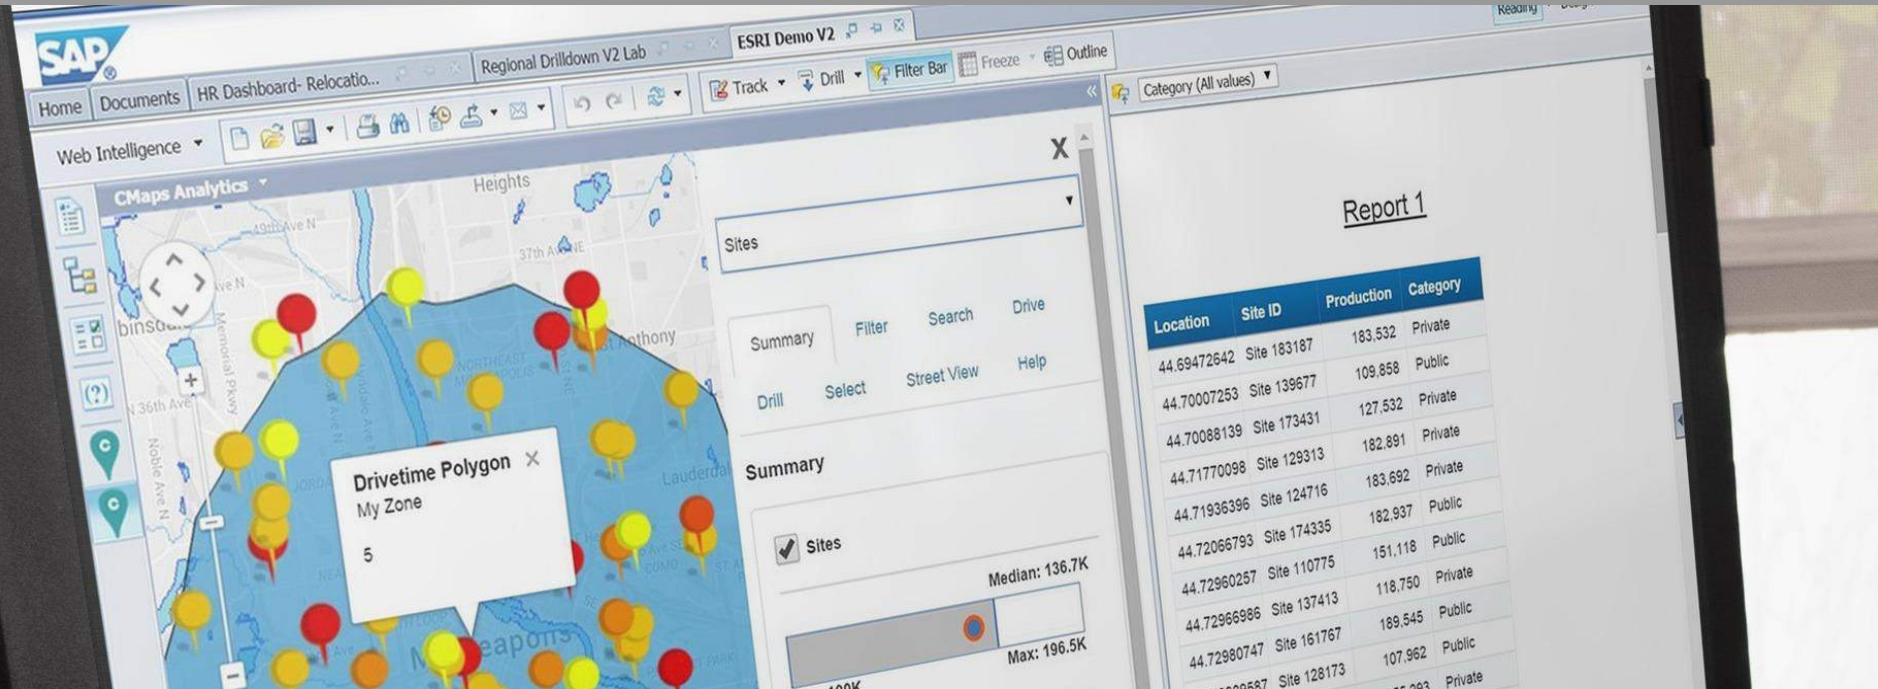 SAP
Home
Documents
HR Dashboard- Relocatio...
Regional Drilldown V2 Lab
ESRI Demo V2
Reading
Web Intelligence
Track
Drill
Filter Bar
Freeze
Outline
CMaps Analytics
Category (All values)
Heights
49th Ave N
37th Ave NE
Ave N
Memorial Pkwy
N 36th Ave
Noble Ave N
NORTHEAST
Lauderdal
COMO
Drivetime Polygon
My Zone
5
X
Sites
Summary
Filter
Search
Drive
Drill
Select
Street View
Help
Summary
Sites
Median: 136.7K
Max: 196.5K
100K
Report 1
Location Site ID Production Category
44.69472642 Site 183187 183,532 Private
44.70007253 Site 139677 109,858 Public
44.70088139 Site 173431 127,532 Private
44.71770098 Site 129313 182,891 Private
44.71936396 Site 124716 183,692 Private
44.72066793 Site 174335 182,937 Public
44.72960257 Site 110775 151,118 Public
44.72966986 Site 137413 118,750 Private
44.72980747 Site 161767 189,545 Public
Site 128173 107,962 Public
Private